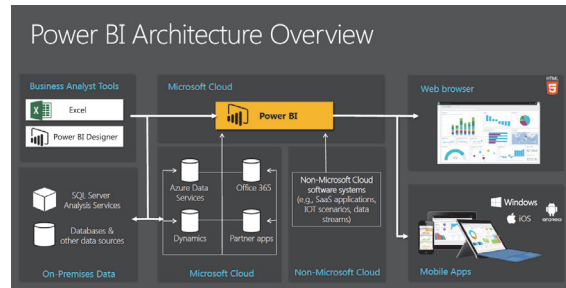 Power BI Architecture Overview
Business Analyst Tools
Excel
Power BI Designer
Microsoft Cloud
Power BI
Web browser
HTML
5
SQL Server
Analysis Services
Databases &
other data sources
On-Premises Data
Azure Data
Services
Office 365
Dynamics
Partner apps
Microsoft Cloud
Non-Microsoft Cloud
software systems
(e.g., SaaS applications,
IOT scenarios, data
streams)
Non-Microsoft Cloud
Windows
iOS
ANDROID
Mobile Apps